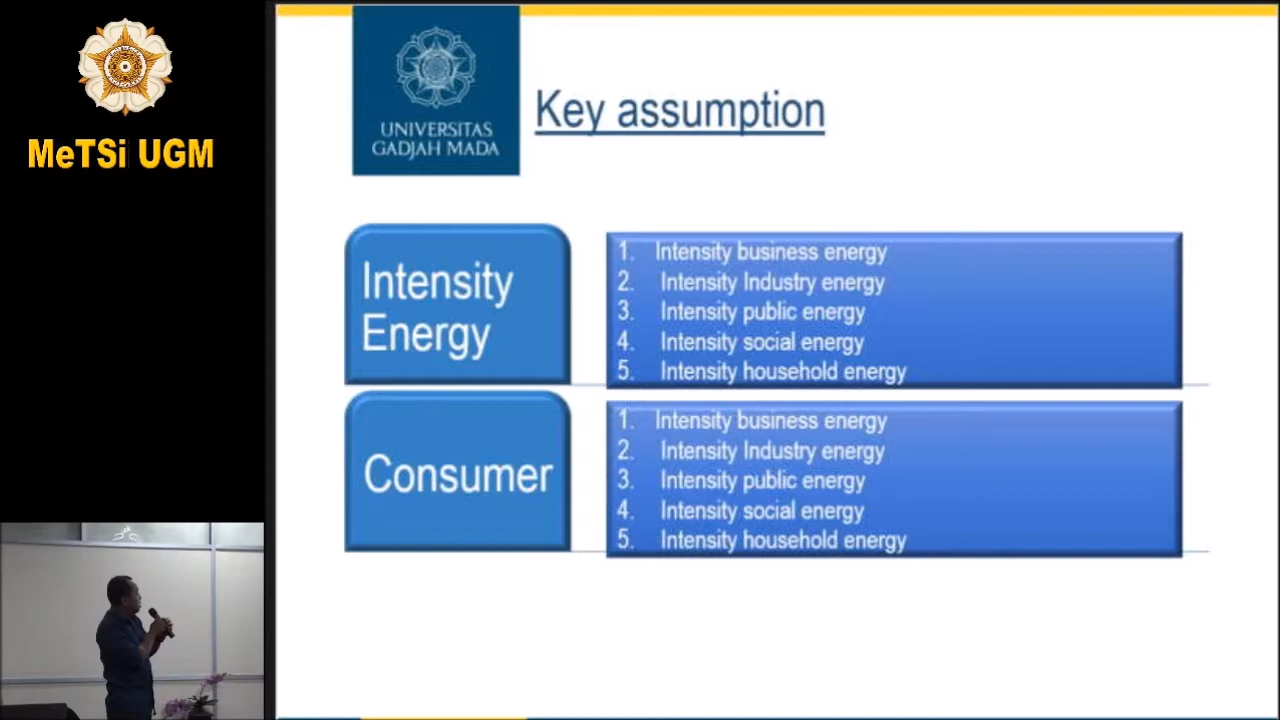 MeTSi UGM
UNIVERSITAS
GADJAH MADA
Key assumption
Intensity
Energy
1. Intensity business energy
2. Intensity Industry energy
3. Intensity public energy
4. Intensity social energy
5. Intensity household energy
Consumer
1. Intensity business energy
2. Intensity Industry energy
3. Intensity public energy
4. Intensity social energy
5. Intensity household energy